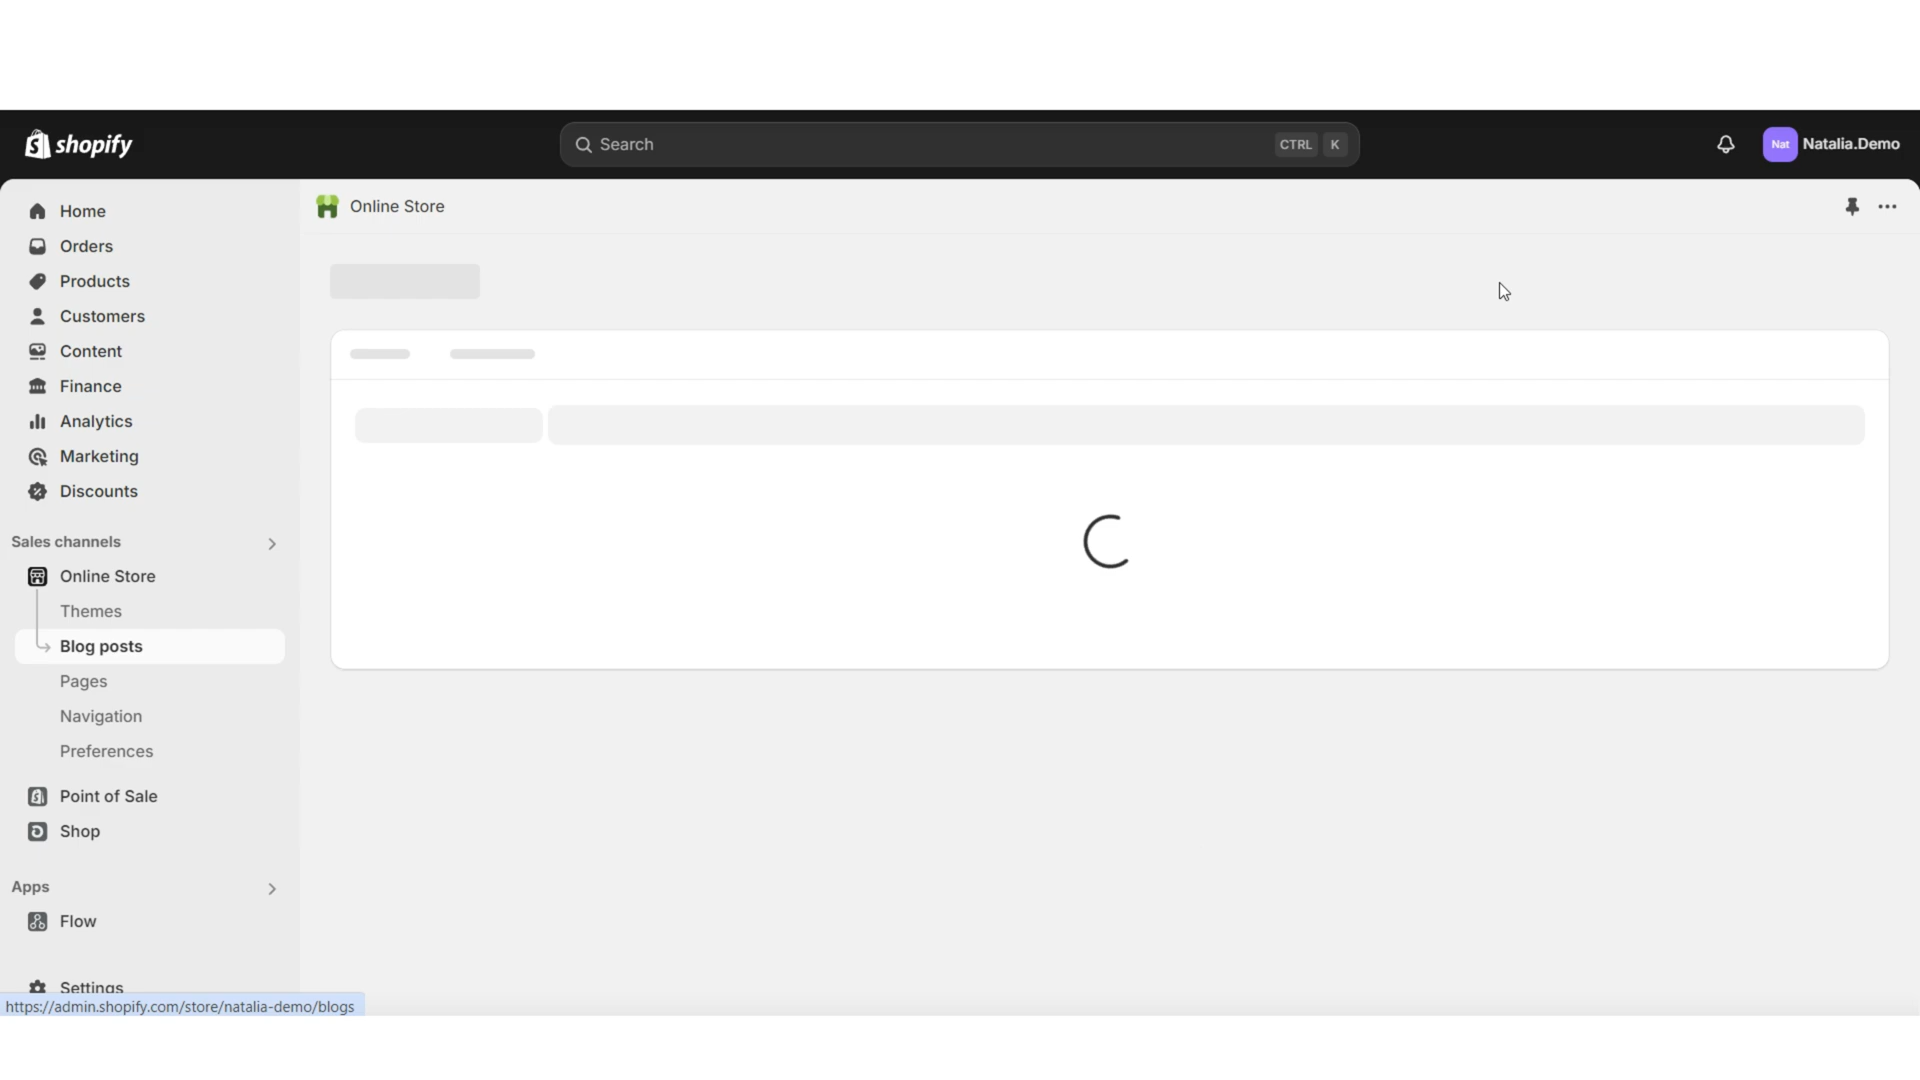 shopify
Search
CTRL K
Nat
Natalia.Demo
Home
Orders
Products
Customers
Content
Finance
Analytics
Marketing
Discounts
Sales channels
Online Store
Themes
Blog posts
Pages
Navigation
Preferences
Point of Sale
Shop
Apps
Flow
Settings
https://admin.shopify.com/store/natalia-demo/blogs
Online Store